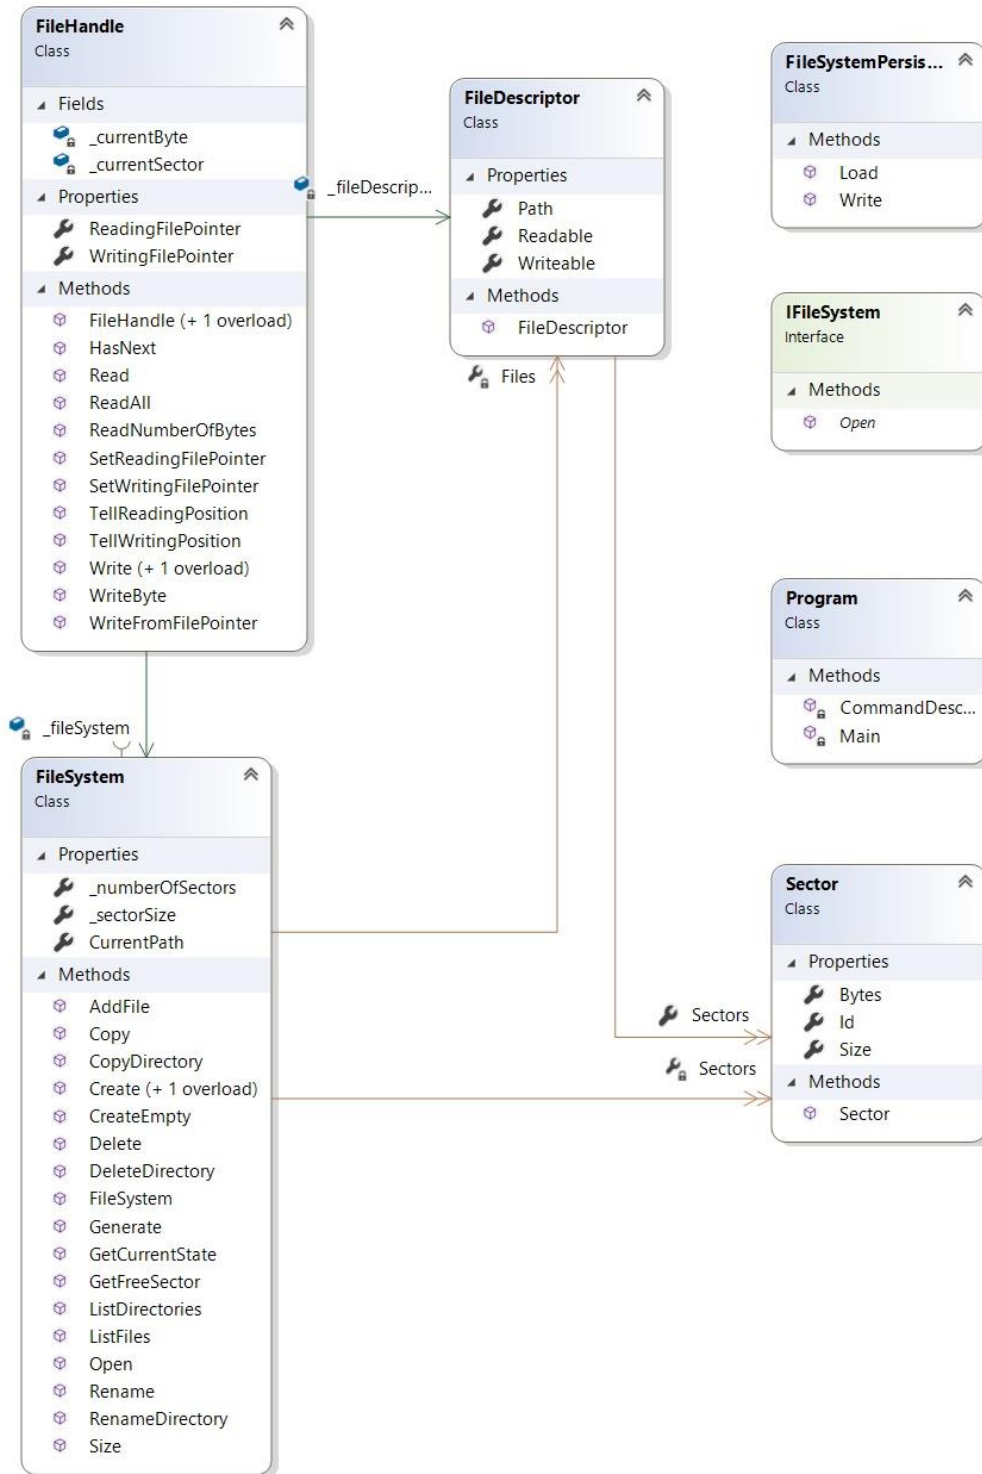 FileHandle
Class
Fields
_currentByte
_currentSector
Properties
ReadingFilePointer
WritingFilePointer
Methods
FileHandle (+ 1 overload)
HasNext
Read
ReadAll
ReadNumberOfBytes
SetReadingFilePointer
SetWritingFilePointer
TellReadingPosition
TellWritingPosition
Write (+ 1 overload)
WriteByte
WriteFromFilePointer
_fileDescrip...
FileDescriptor
Class
Properties
Path
Readable
Writeable
Methods
FileDescriptor
Files
FileSystemPersis...
Class
Methods
Load
Write
IFileSystem
Interface
Methods
Open
Program
Class
Methods
CommandDesc...
Main
_fileSystem
FileSystem
Class
Properties
_numberOfSectors
_sectorSize
CurrentPath
Methods
AddFile
Copy
CopyDirectory
Create (+ 1 overload)
CreateEmpty
Delete
DeleteDirectory
FileSystem
Generate
GetCurrentState
GetFreeSector
ListDirectories
ListFiles
Open
Rename
RenameDirectory
Size
Sectors
Sectors
Sector
Class
Properties
Bytes
Id
Size
Methods
Sector